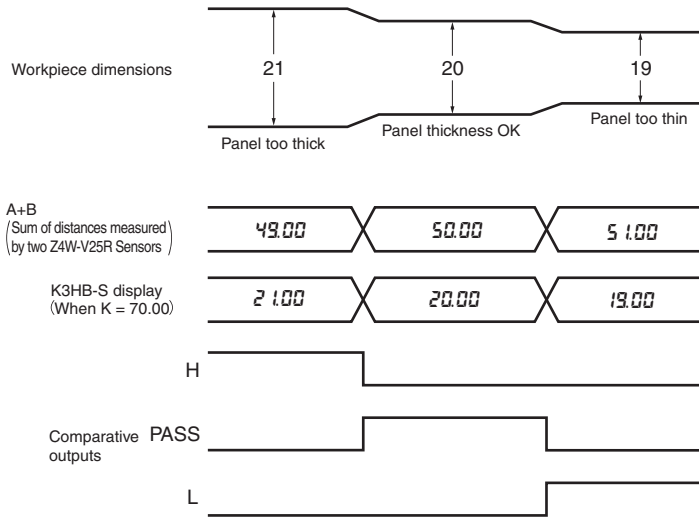 Workpiece dimensions
21
20
19
Panel too thick
Panel thickness OK
Panel too thin
A+B
(Sum of distances measured
by two Z4W-V25R Sensors)
49.00
50.00
51.00
K3HB-S display
(When K = 70.00)
21.00
20.00
19.00
H
Comparative
outputs
PASS
L